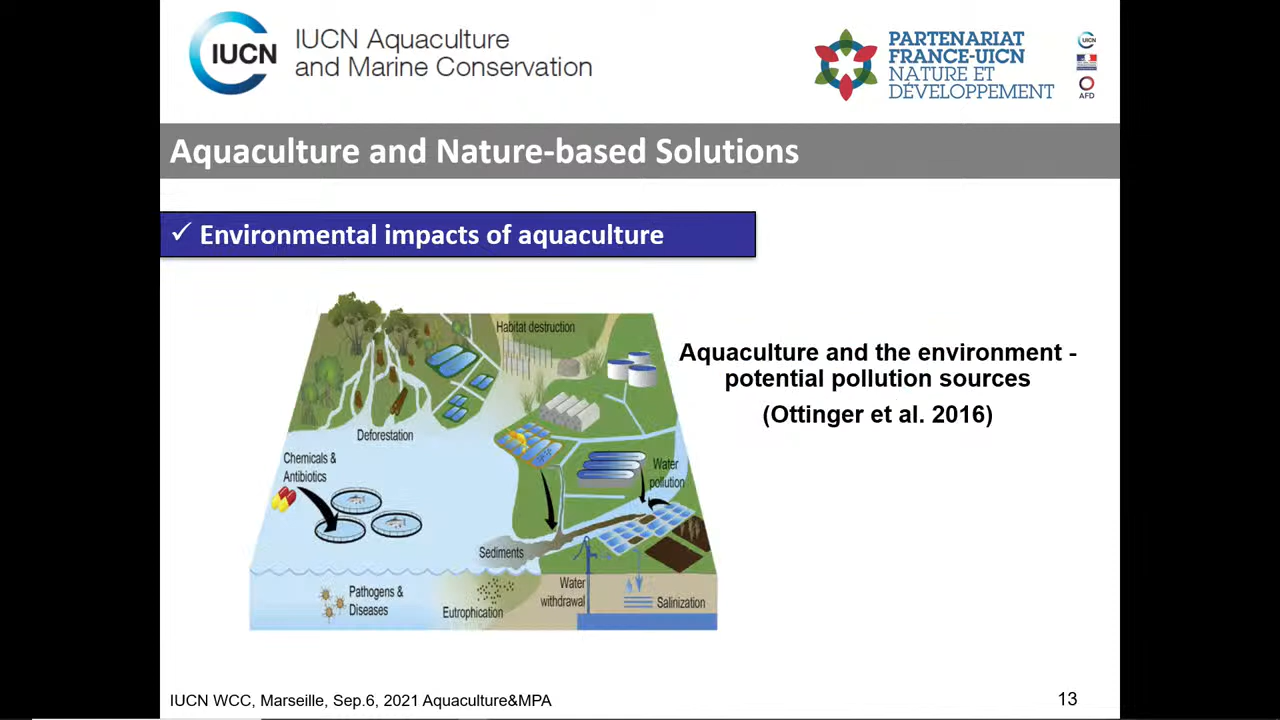 IUCN
IUCN Aquaculture
and Marine Conservation
PARTENARIAT
FRANCE-UICN
NATURE ET
DÉVELOPPEMENT
UICN
AFD
Aquaculture and Nature-based Solutions
✓ Environmental impacts of aquaculture
Habitat destruction
Deforestation
Chemicals &
Antibiotics
Water
pollution
Sediments
Pathogens &
Diseases
Eutrophication
Water
withdrawal
Salinization
Aquaculture and the environment -
potential pollution sources
(Ottinger et al. 2016)
IUCN WCC, Marseille, Sep.6, 2021 Aquaculture&MPA
13